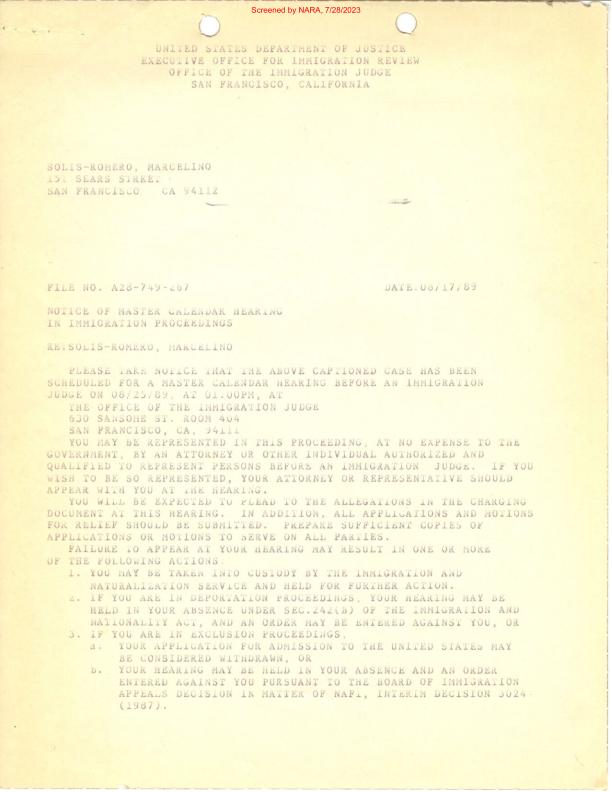 Screened by NARA, 7/28/2023
UNITED STATES DEPARTMENT OF JUSTICE
EXECUTIVE OFFICE FOR IMMIGRATION REVIEW
OFFICE OF THE IMMIGRATION JUDGE
SAN FRANCISCO, CALIFORNIA
SOLIS-ROMERO, MARCELINO
151 SEARS STREET
SAN FRANCISCO CA 94112
FILE NO. A28-749-267 DATE:08/17/89
NOTICE OF MASTER CALENDAR HEARING
IN IMMIGRATION PROCEEDINGS
RE:SOLIS-ROMERO, MARCELINO
PLEASE TAKE NOTICE THAT THE ABOVE CAPTIONED CASE HAS BEEN
SCHEDULED FOR A MASTER CALENDAR HEARING BEFORE AN IMMIGRATION
JUDGE ON 08/25/89, AT 01:00PM, AT
THE OFFICE OF THE IMMIGRATION JUDGE
630 SANSOME ST. ROOM 404
SAN FRANCISCO, CA, 94111
YOU MAY BE REPRESENTED IN THIS PROCEEDING, AT NO EXPENSE TO THE
GOVERNMENT, BY AN ATTORNEY OR OTHER INDIVIDUAL AUTHORIZED AND
QUALIFIED TO REPRESENT PERSONS BEFORE AN IMMIGRATION JUDGE. IF YOU
WISH TO BE SO REPRESENTED, YOUR ATTORNEY OR REPRESENTATIVE SHOULD
APPEAR WITH YOU AT THE HEARING.
YOU WILL BE EXPECTED TO PLEAD TO THE ALLEGATIONS IN THE CHARGING
DOCUMENT AT THIS HEARING. IN ADDITION, ALL APPLICATIONS AND MOTIONS
FOR RELIEF SHOULD BE SUBMITTED. PREPARE SUFFICIENT COPIES OF
APPLICATIONS OR MOTIONS TO SERVE ON ALL PARTIES.
FAILURE TO APPEAR AT YOUR HEARING MAY RESULT IN ONE OR MORE
OF THE FOLLOWING ACTIONS
1. YOU MAY BE TAKEN INTO CUSTODY BY THE IMMIGRATION AND
NATURALIZATION SERVICE AND HELD FOR FURTHER ACTION.
2. IF YOU ARE IN DEPORTATION PROCEEDINGS, YOUR HEARING MAY BE
HELD IN YOUR ABSENCE UNDER SEC.242(B) OF THE IMMIGRATION AND
NATIONALITY ACT, AND AN ORDER MAY BE ENTERED AGAINST YOU, OR
3. IF YOU ARE IN EXCLUSION PROCEEDINGS,
A. YOUR APPLICATION FOR ADMISSION TO THE UNITED STATES MAY
BE CONSIDERED WITHDRAWN, OR
B. YOUR HEARING MAY BE HELD IN YOUR ABSENCE AND AN ORDER
ENTERED AGAINST YOU PURSUANT TO THE BOARD OF IMMIGRATION
APPEALS DECISION IN MATTER OF NAFI, INTERIM DECISION 3024
(1987).